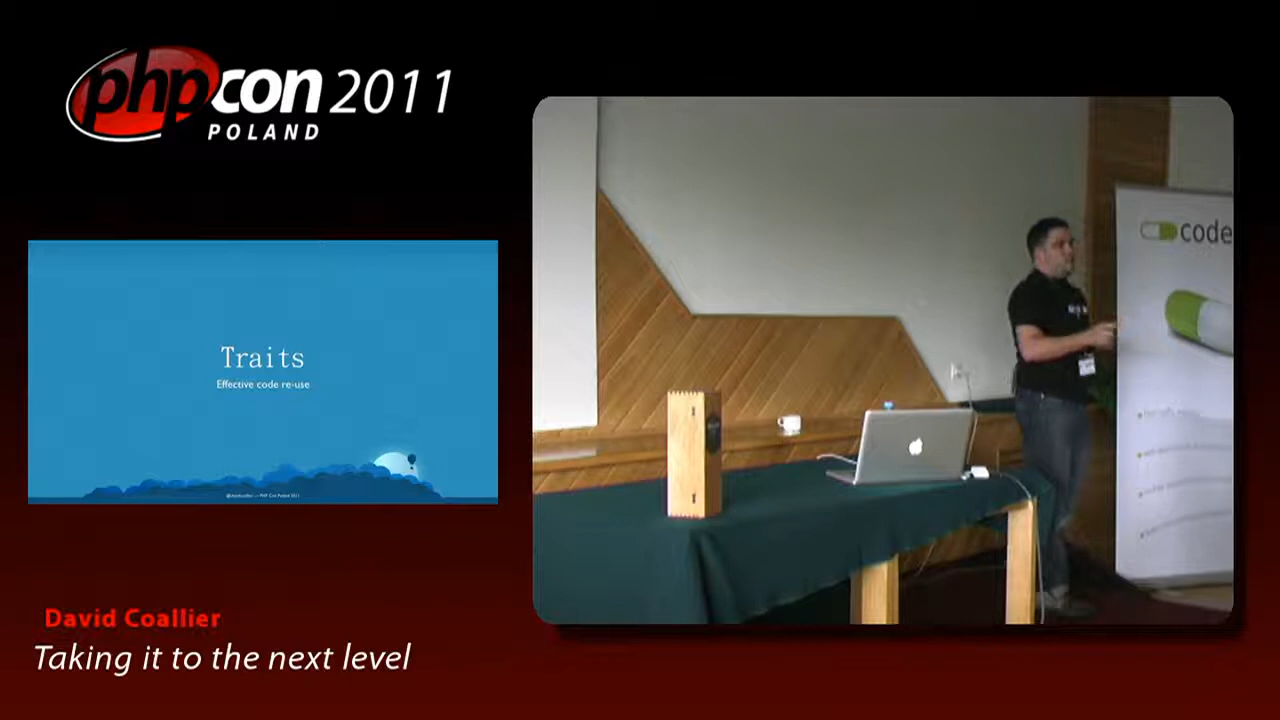 phpcon 2011
POLAND
Traits
Effective code re-use
code
David Coallier
Taking it to the next level